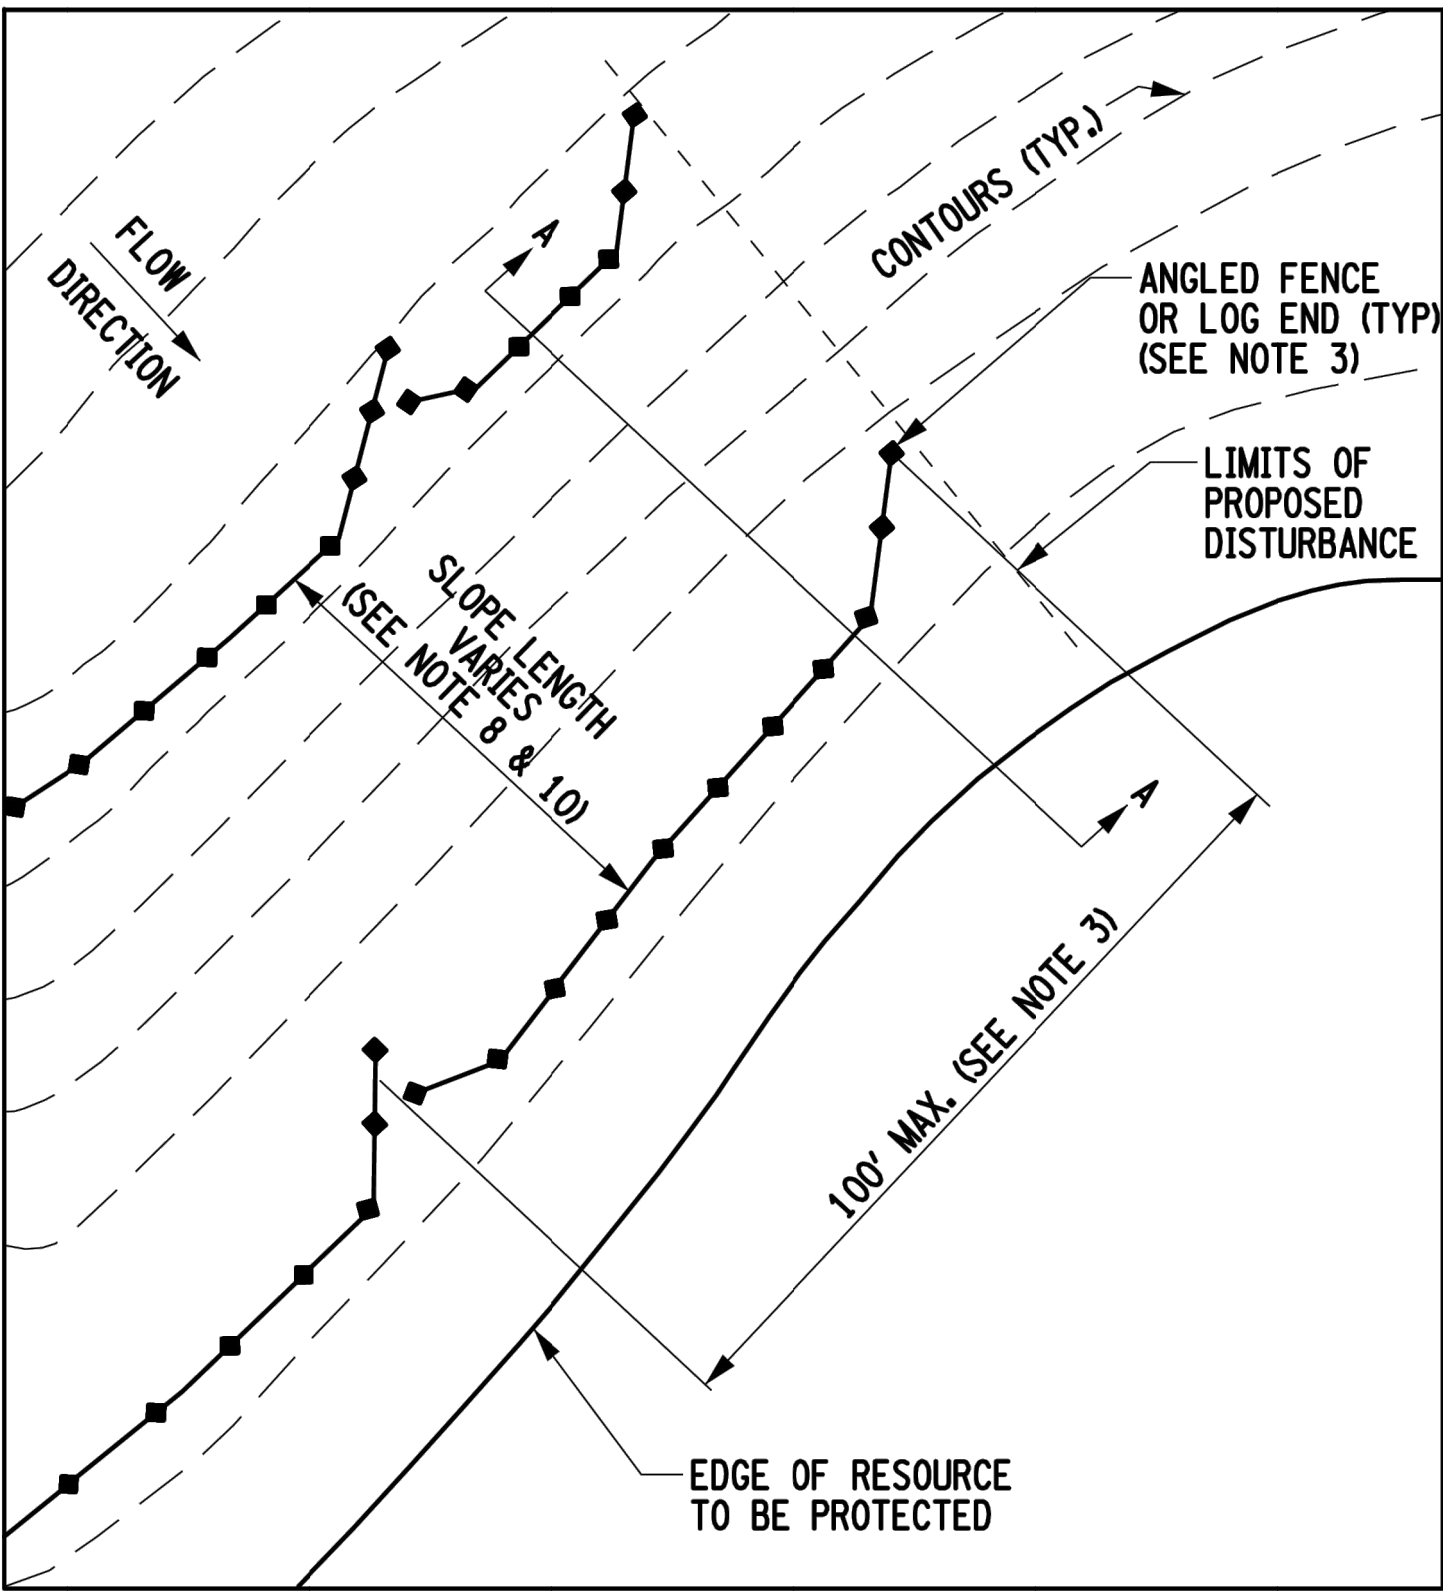 FLOW
DIRECTION
A
CONTOURS (TYP.)
ANGLED FENCE
OR LOG END (TYP)
(SEE NOTE 3)
LIMITS OF
PROPOSED
DISTURBANCE
SLOPE LENGTH
VARIES
(SEE NOTE 8 & 10)
A
100' MAX. (SEE NOTE 3)
EDGE OF RESOURCE
TO BE PROTECTED